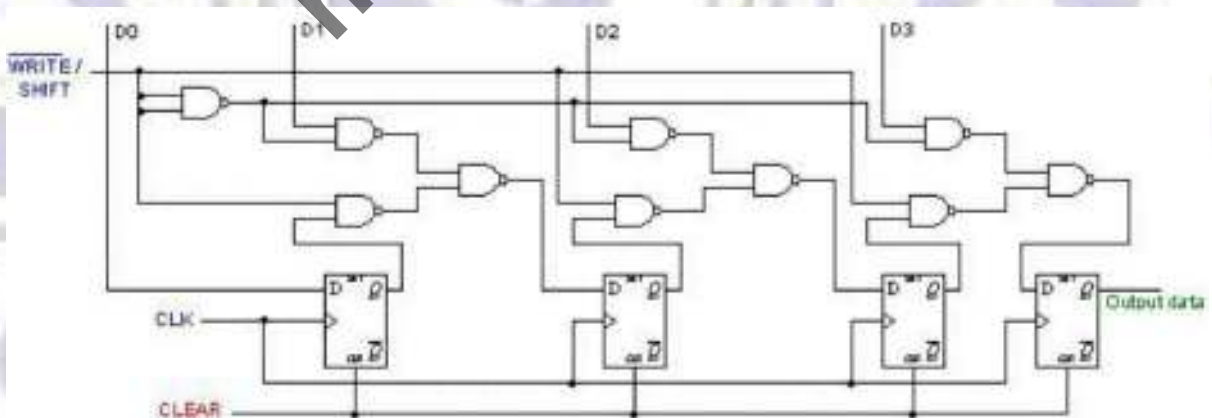 D0 D1 D2 D3
WRITE /
SHIFT
D Q D Q D Q D Q
Output data
CLK
Q Q Q Q
CLEAR